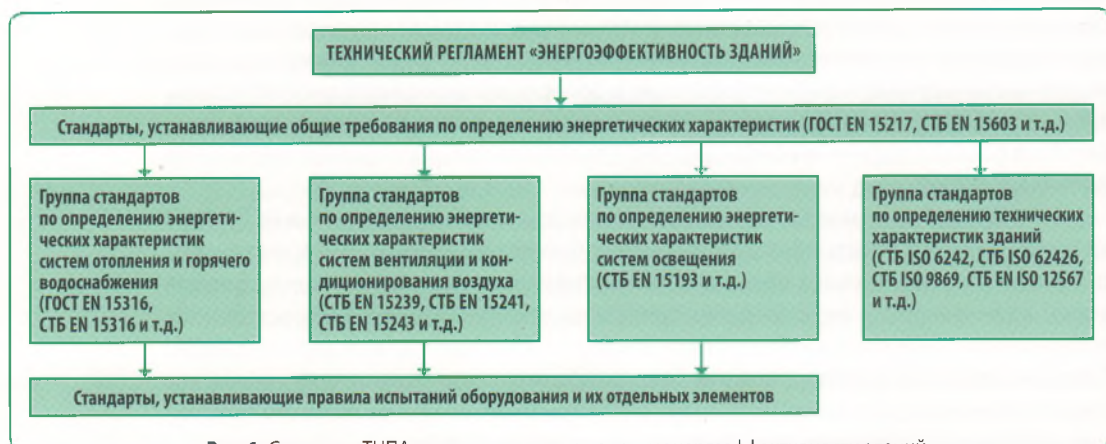 ТЕХНИЧЕСКИЙ РЕГЛАМЕНТ «ЭНЕРГОЭФФЕКТИВНОСТЬ ЗДАНИЙ»
Стандарты, устанавливающие общие требования по определению энергетических характеристик (ГОСТ EN 15217, СТБ EN 15603 и т.д.)
Группа стандартов
по определению энергети-
ческих характеристик
систем отопления и горячего
водоснабжения
(ГОСТ EN 15316,
СТБ EN 15316 и т.д.)
Группа стандартов
по определению энергети-
ческих характеристик
систем вентиляции и кон-
диционирования воздуха
(СТБ EN 15239, СТБ EN 15241,
СТБ EN 15243 и т.д.)
Группа стандартов
по определению энергети-
ческих характеристик
систем освещения
(СТБ EN 15193 и т.д.)
Группа стандартов
по определению технических
характеристик зданий
(СТБ ISO 6242, СТБ ISO 62426,
СТБ ISO 9869, СТБ EN ISO 12567
и т.д.)
Стандарты, устанавливающие правила испытаний оборудования и их отдельных элементов